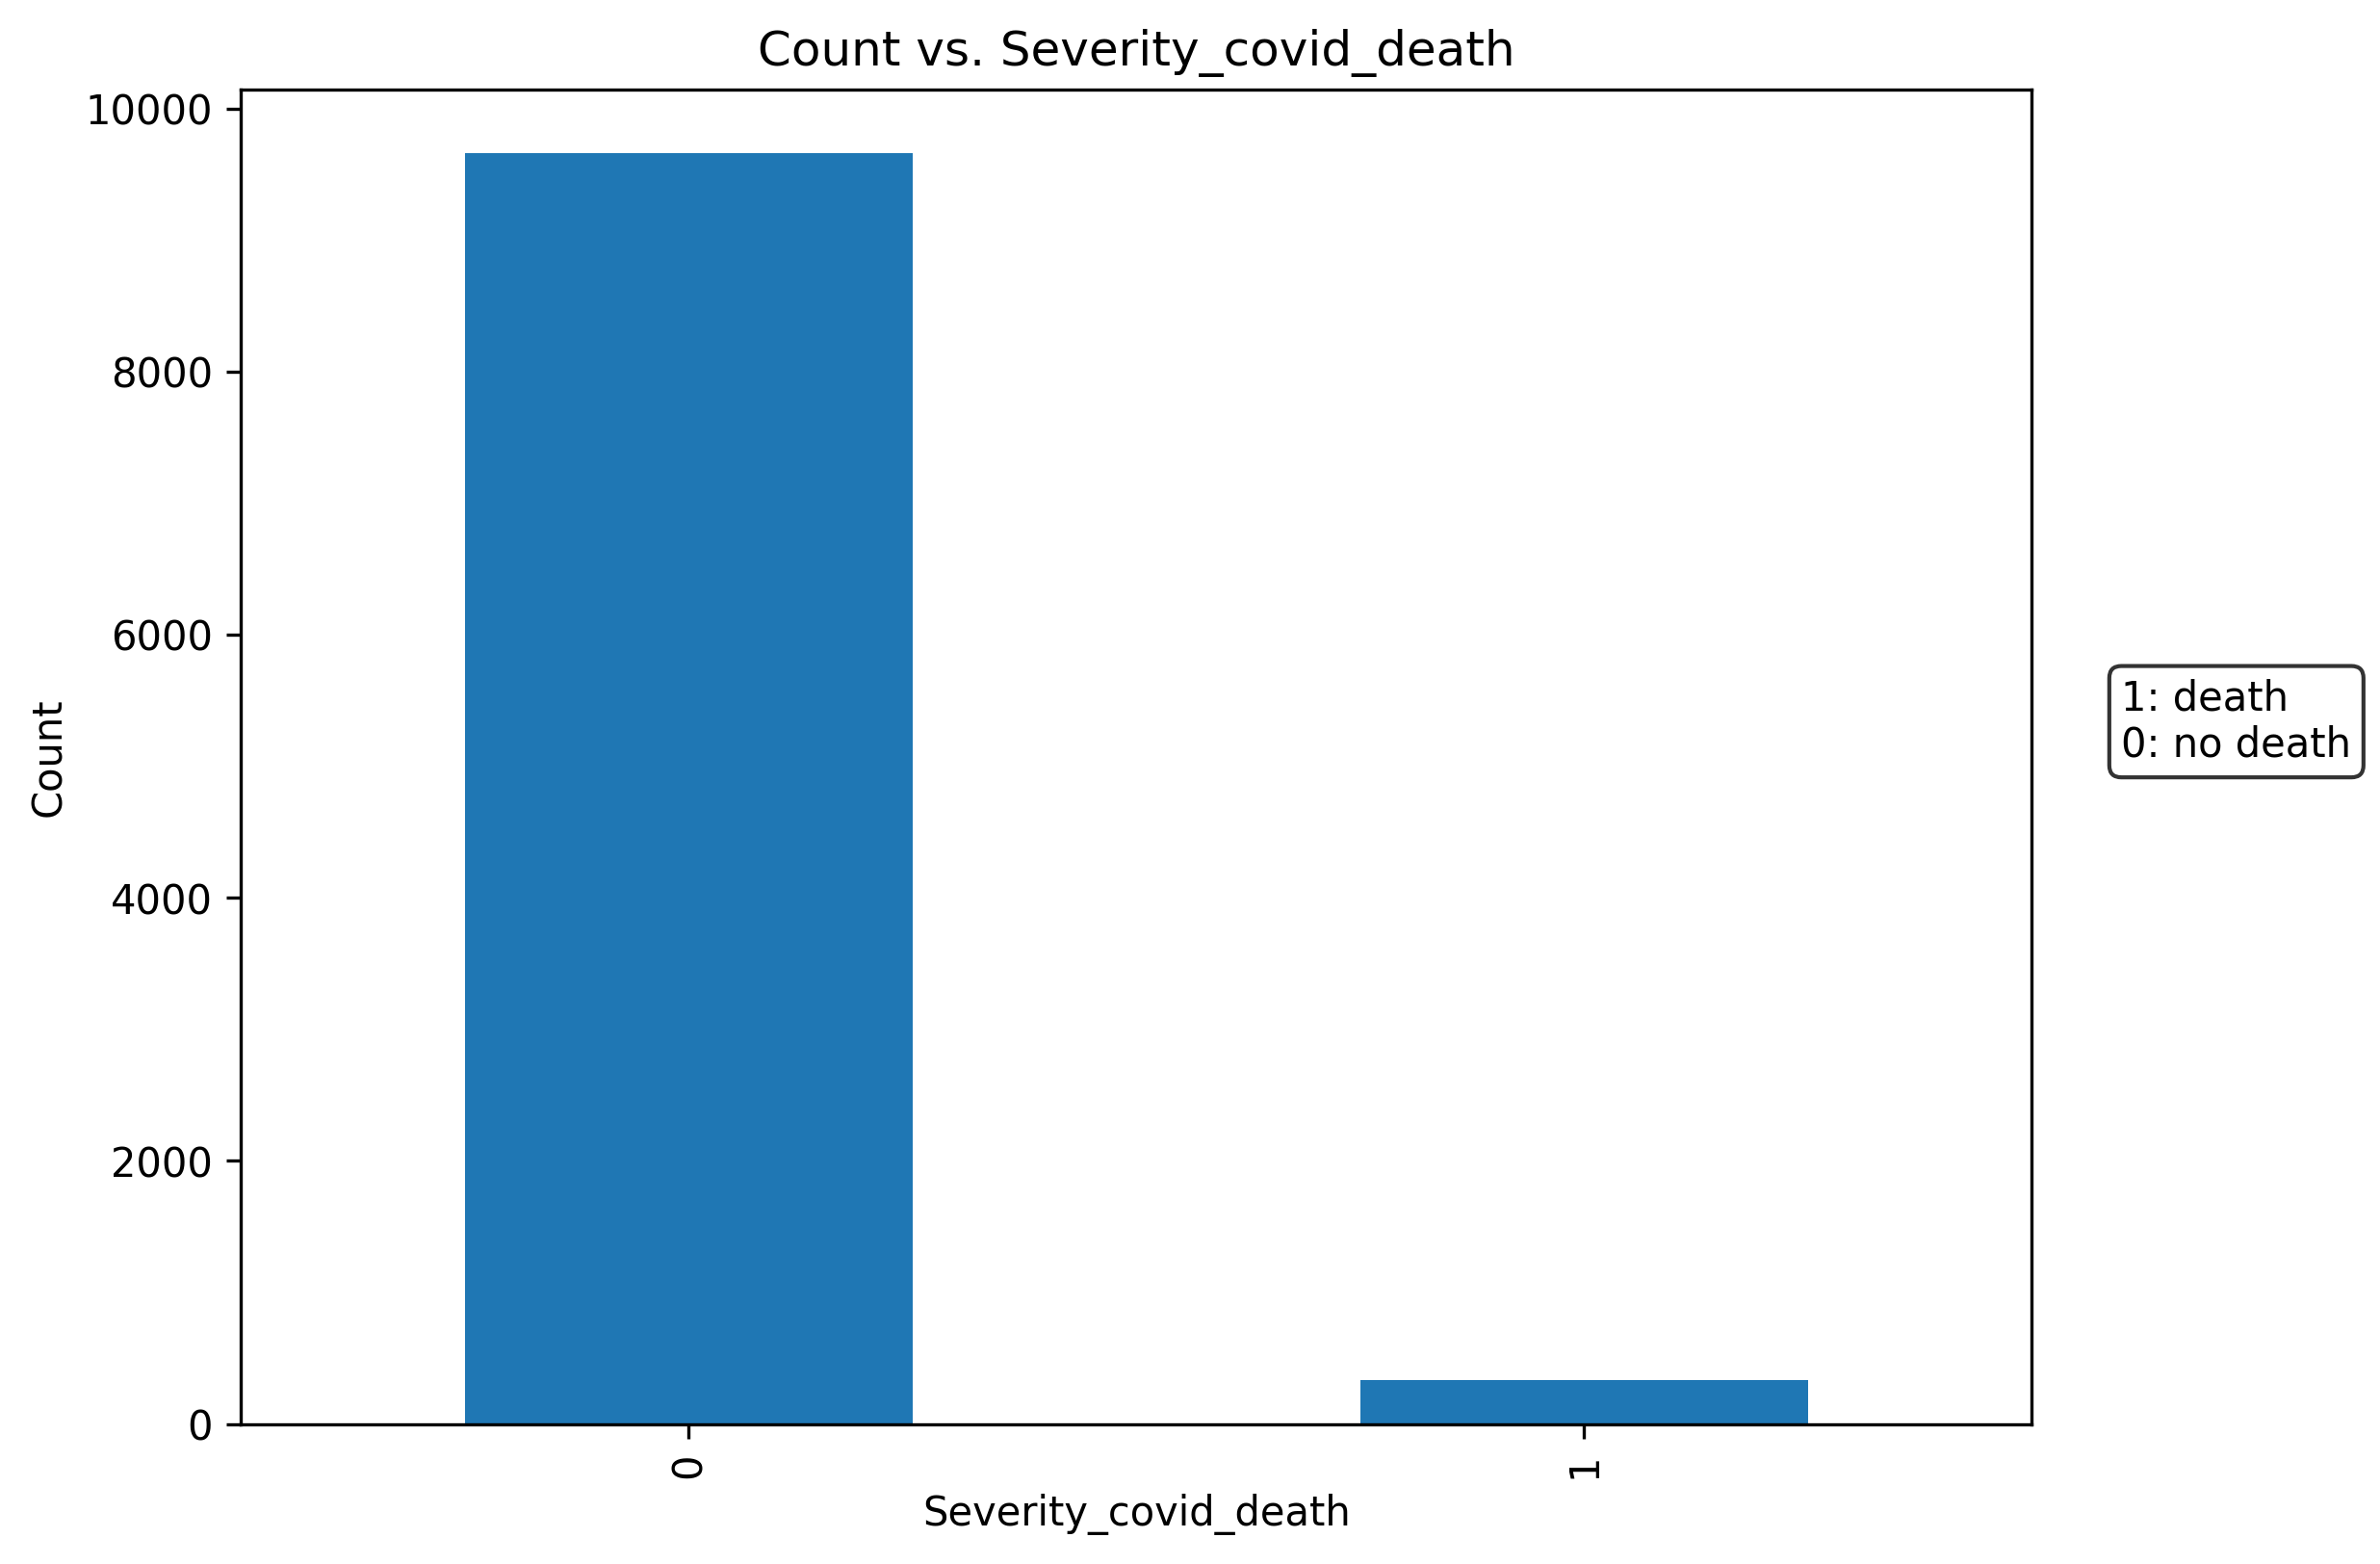 Count vs. Severity_covid_death
10000
8000
6000
4000
2000
0
Count
0
1
Severity_covid_death
1: death
0: no death